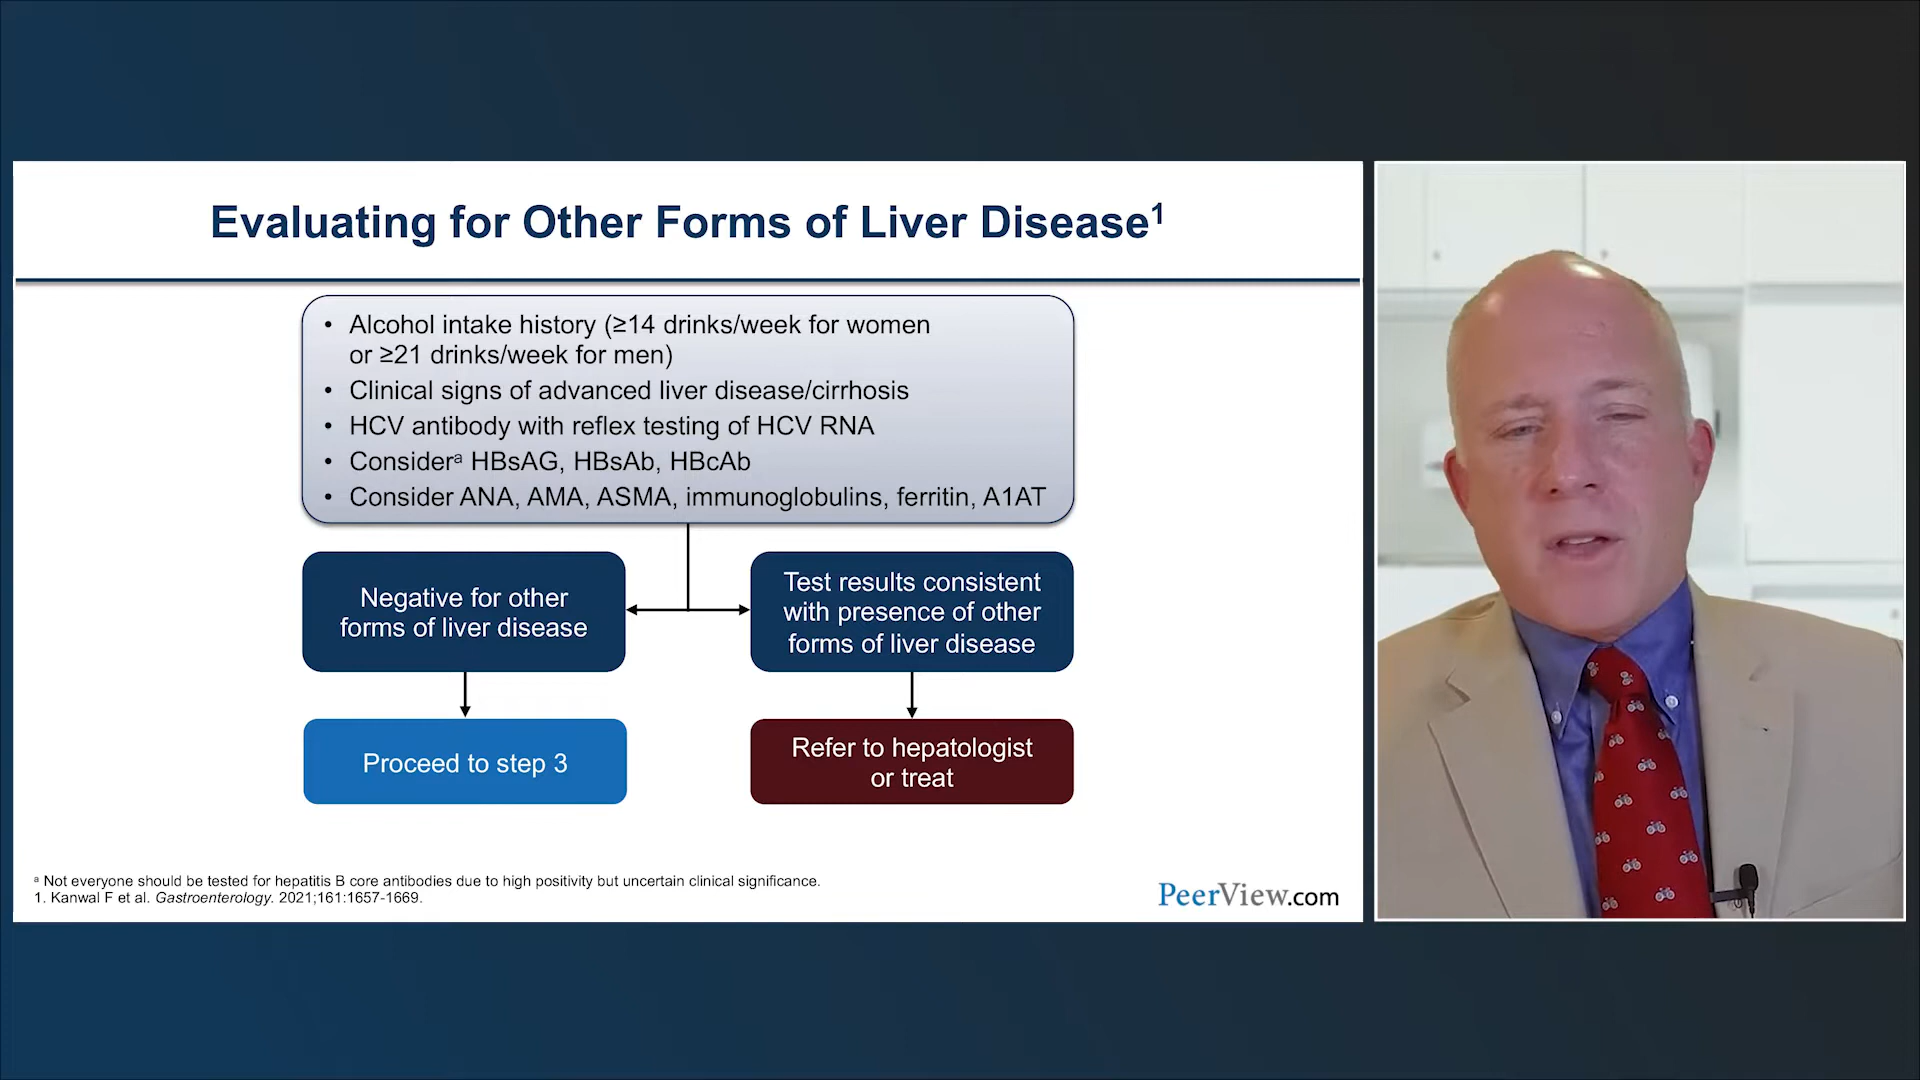 Evaluating for Other Forms of Liver Disease¹
• Alcohol intake history (≥14 drinks/week for women
or ≥21 drinks/week for men)
• Clinical signs of advanced liver disease/cirrhosis
• HCV antibody with reflex testing of HCV RNA
• Considerᵃ HBsAG, HBsAb, HBcAb
• Consider ANA, AMA, ASMA, immunoglobulins, ferritin, A1AT
Negative for other
forms of liver disease
Test results consistent
with presence of other
forms of liver disease
Proceed to step 3
Refer to hepatologist
or treat
ᵃ Not everyone should be tested for hepatitis B core antibodies due to high positivity but uncertain clinical significance.
1. Kanwal F et al. Gastroenterology. 2021;161:1657-1669.
PeerView.com